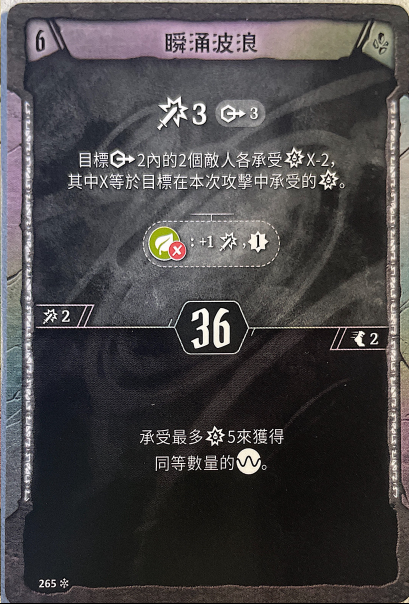 6
瞬涌波浪
3
3
目標2內的2個敵人各承受X-2,
其中X等於目標在本次攻擊中承受的。
: +1 ,
2
36
2
承受最多5來獲得
同等數量的。
265